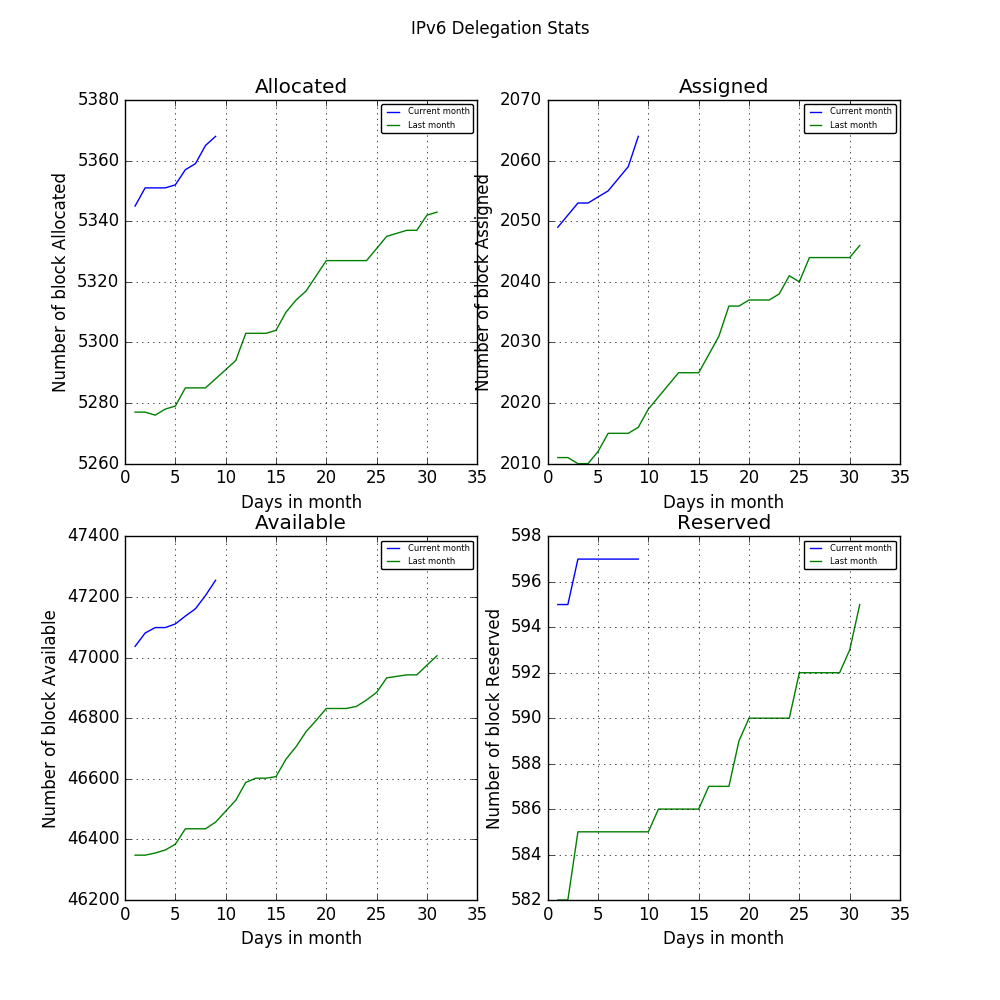 IPv6 Delegation Stats
Allocated
Number of block Allocated
5380
5360
5340
5320
5300
5280
5260
Current month
Last month
0 5 10 15 20 25 30 35
Days in month
Assigned
Number of block Assigned
2070
2060
2050
2040
2030
2020
2010
Current month
Last month
0 5 10 15 20 25 30 35
Days in month
Available
Number of block Available
47400
47200
47000
46800
46600
46400
46200
Current month
Last month
0 5 10 15 20 25 30 35
Days in month
Reserved
Number of block Reserved
598
596
594
592
590
588
586
584
582
Current month
Last month
0 5 10 15 20 25 30 35
Days in month